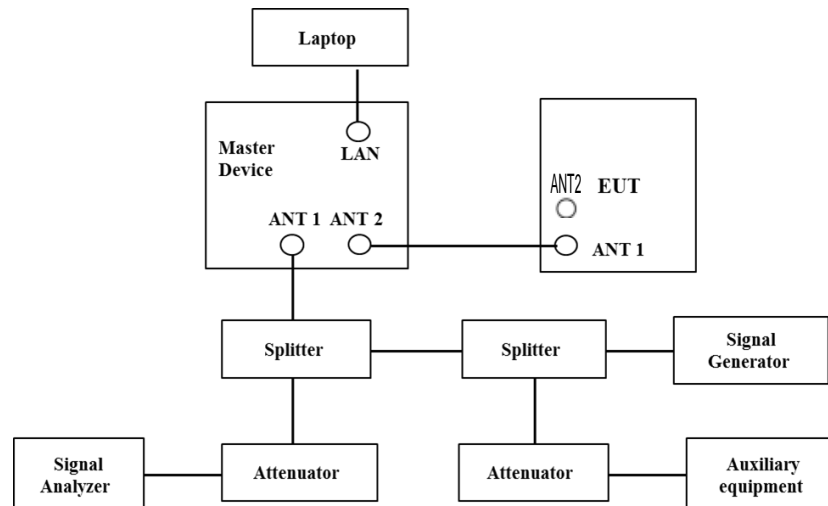 Laptop
Master
Device
LAN
ANT 1 ANT 2
ANT2 EUT
ANT 1
Splitter
Splitter
Signal
Generator
Signal
Analyzer
Attenuator
Attenuator
Auxiliary
equipment